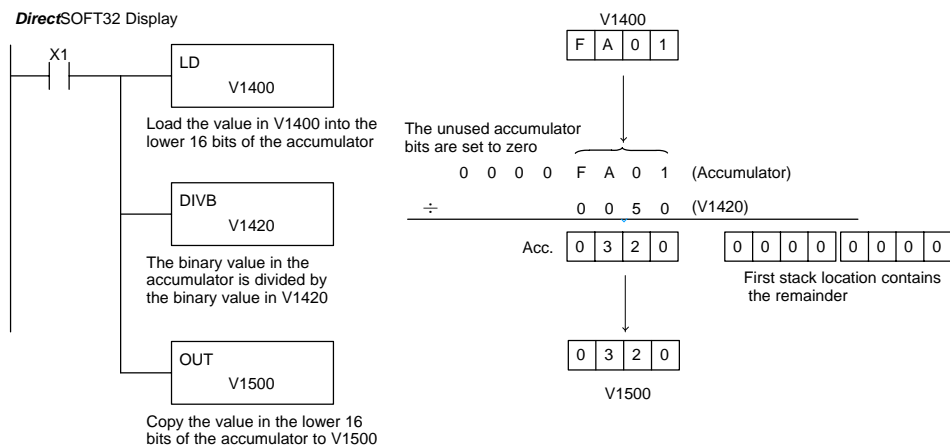 DirectSOFT32 Display
X1
LD
V1400
Load the value in V1400 into the
lower 16 bits of the accumulator
DIVB
V1420
The binary value in the
accumulator is divided by
the binary value in V1420
OUT
V1500
Copy the value in the lower 16
bits of the accumulator to V1500
V1400
F A 0 1
The unused accumulator
bits are set to zero
0 0 0 0 F A 0 1 (Accumulator)
÷ 0 0 5 0 (V1420)
Acc. 0 3 2 0 0 0 0 0 0 0 0 0
First stack location contains
the remainder
0 3 2 0
V1500